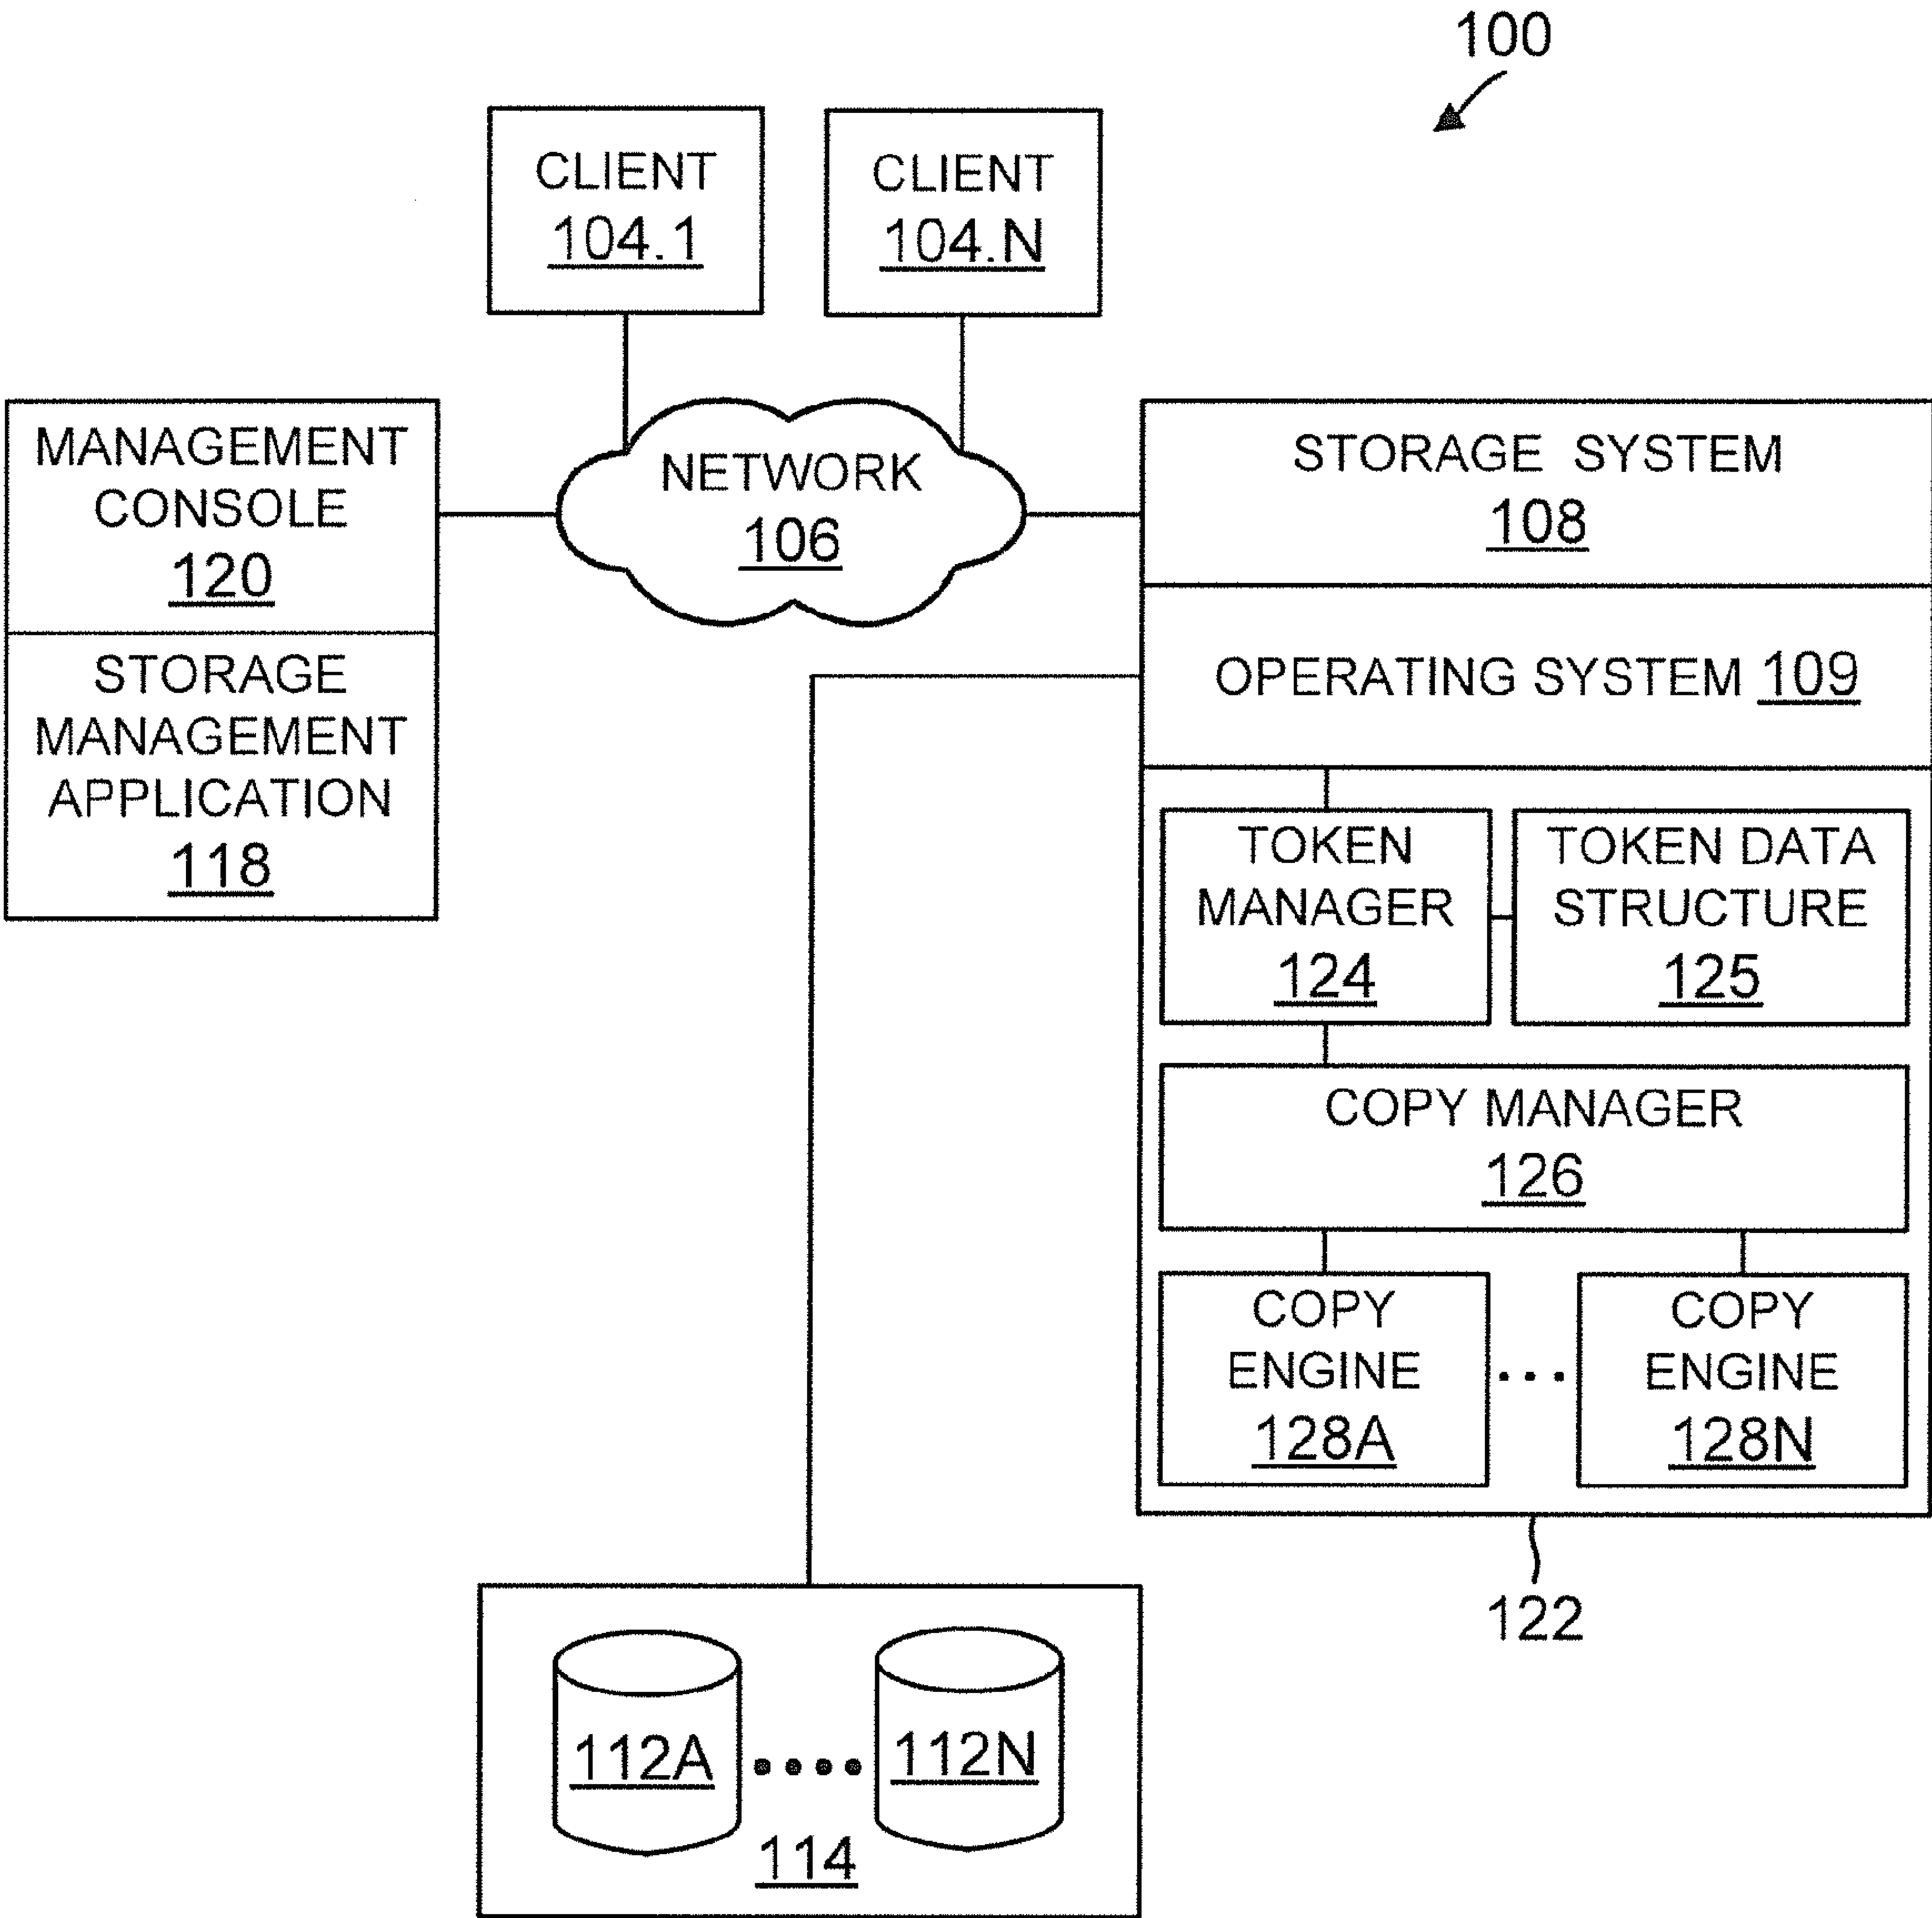 100
CLIENT
104.1
CLIENT
104.N
MANAGEMENT
CONSOLE
120
STORAGE
MANAGEMENT
APPLICATION
118
NETWORK
106
STORAGE SYSTEM
108
OPERATING SYSTEM 109
TOKEN
MANAGER
124
TOKEN DATA
STRUCTURE
125
COPY MANAGER
126
COPY
ENGINE
128A
...
COPY
ENGINE
128N
122
112A
....
112N
114